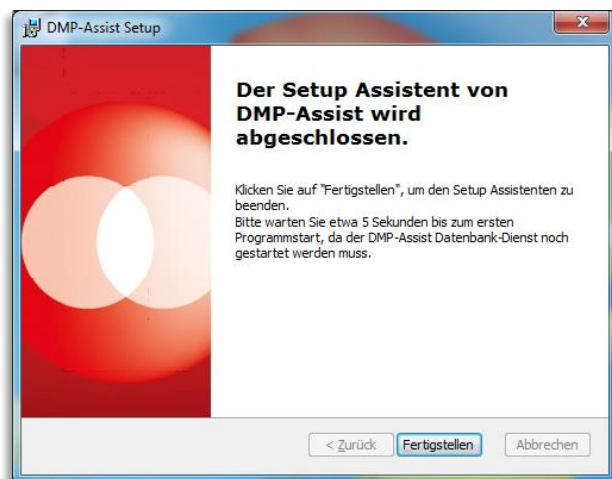 DMP-Assist Setup
Der Setup Assistent von
DMP-Assist wird
abgeschlossen.
Klicken Sie auf "Fertigstellen", um den Setup Assistenten zu
beenden.
Bitte warten Sie etwa 5 Sekunden bis zum ersten
Programmstart, da der DMP-Assist Datenbank-Dienst noch
gestartet werden muss.
< Zurück Fertigstellen Abbrechen